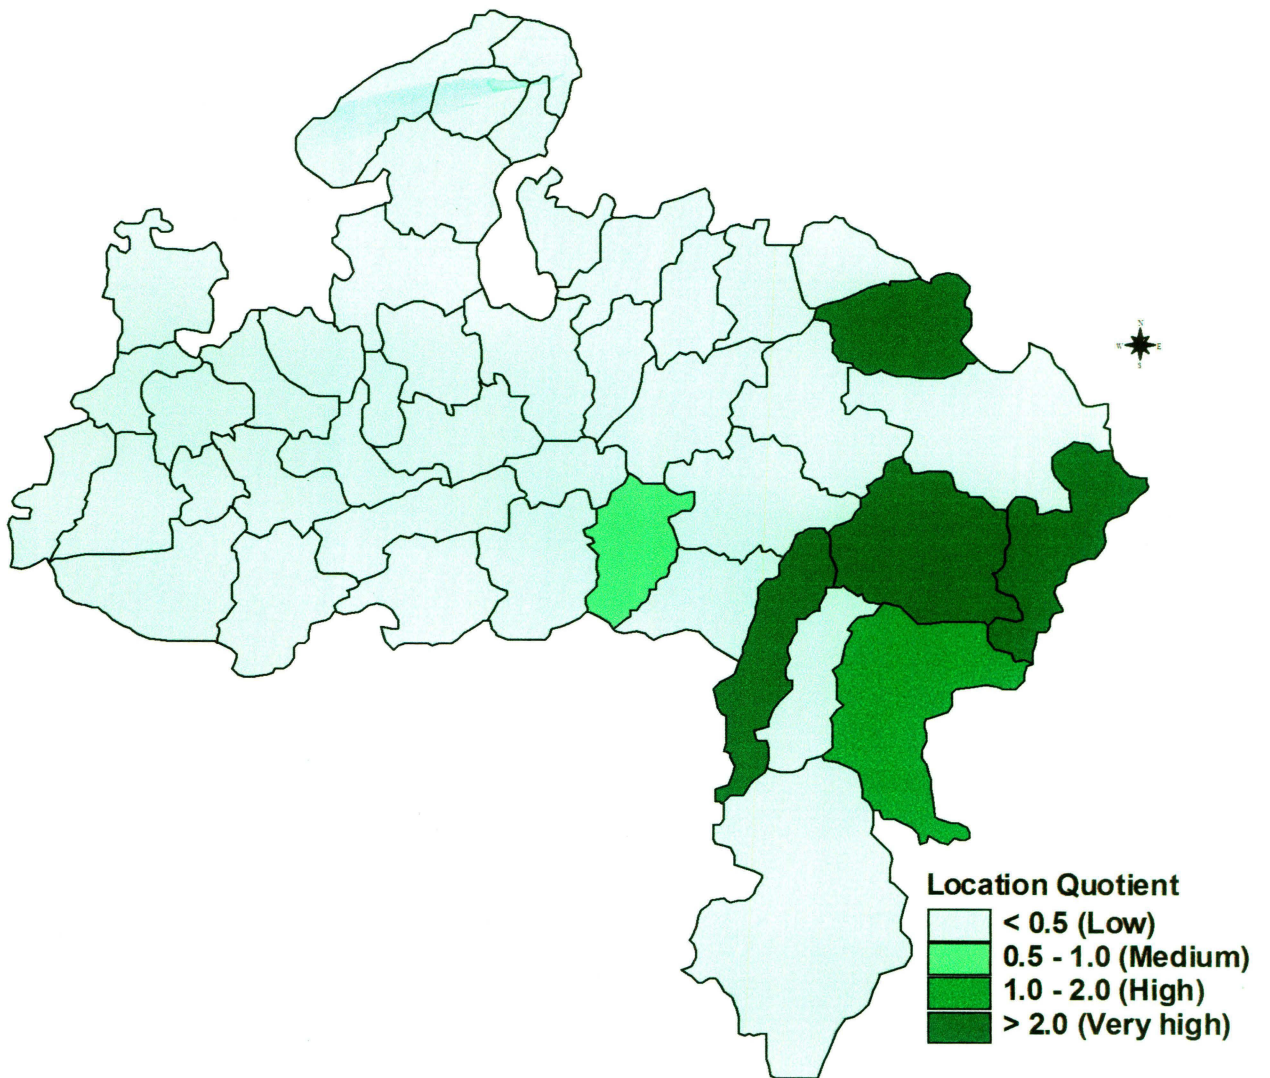 N
W E
S
Location Quotient
< 0.5 (Low)
0.5 - 1.0 (Medium)
1.0 - 2.0 (High)
> 2.0 (Very high)